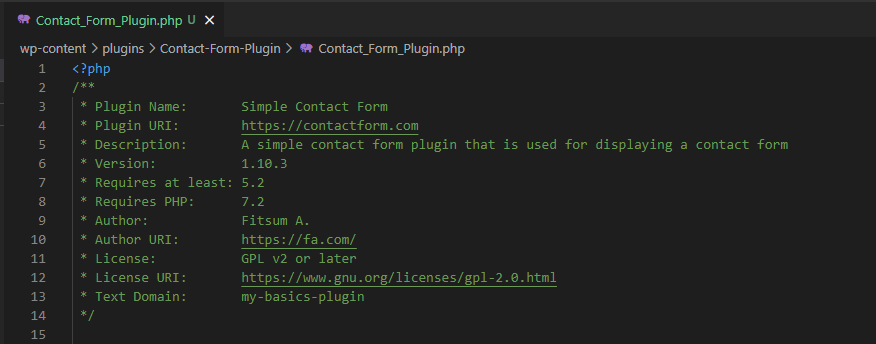 Contact_Form_Plugin.php U ×
wp-content > plugins > Contact-Form-Plugin > Contact_Form_Plugin.php
1 <?php
2 /**
3 * Plugin Name: Simple Contact Form
4 * Plugin URI: https://contactform.com
5 * Description: A simple contact form plugin that is used for displaying a contact form
6 * Version: 1.10.3
7 * Requires at least: 5.2
8 * Requires PHP: 7.2
9 * Author: Fitsum A.
10 * Author URI: https://fa.com/
11 * License: GPL v2 or later
12 * License URI: https://www.gnu.org/licenses/gpl-2.0.html
13 * Text Domain: my-basics-plugin
14 */
15